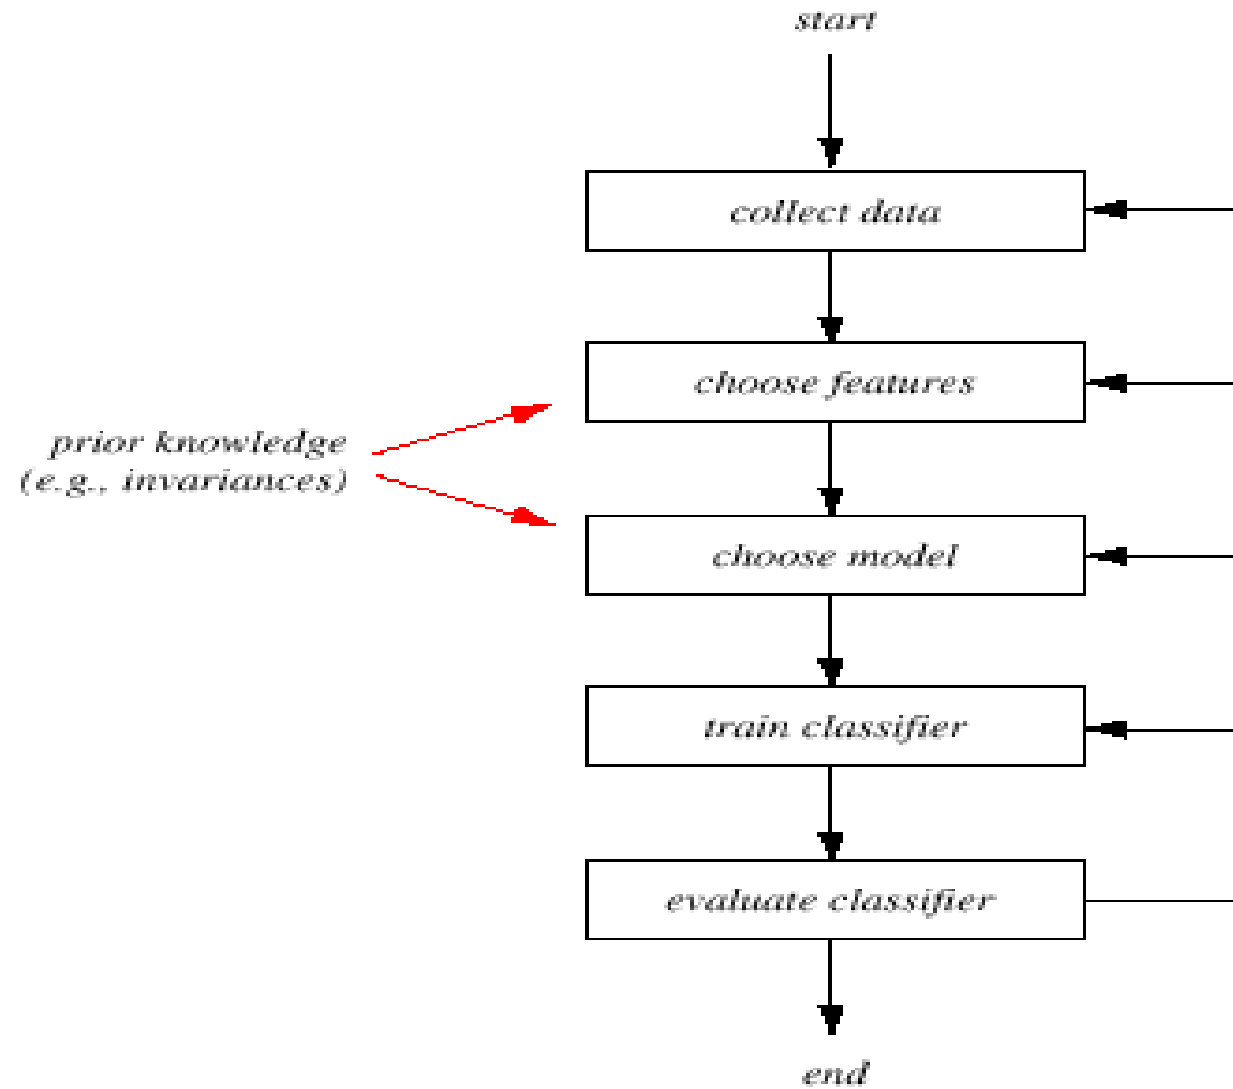 start
collect data
choose features
prior knowledge
(e.g., invariances)
choose model
train classifier
evaluate classifier
end